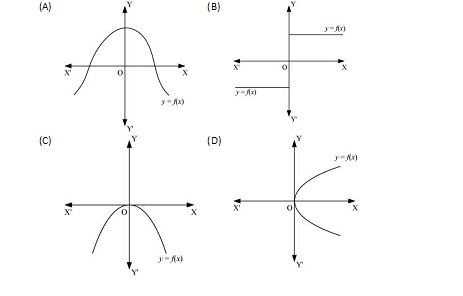 (A)
Y
X'
O
X
y = f(x)
Y'
(B)
Y
y = f(x)
X'
O
X
y = f(x)
Y'
(C)
Y
X'
O
X
y = f(x)
Y'
(D)
Y
y = f(x)
X'
O
X
Y'